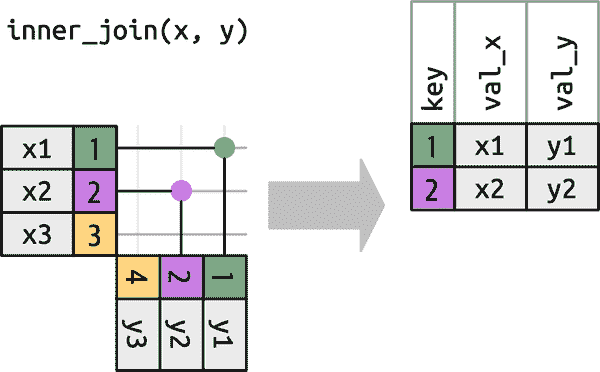 inner_join(x, y)
x1 1
x2 2
x3 3
4 2 1
y3 y2 y1
key val_x val_y
1 x1 y1
2 x2 y2